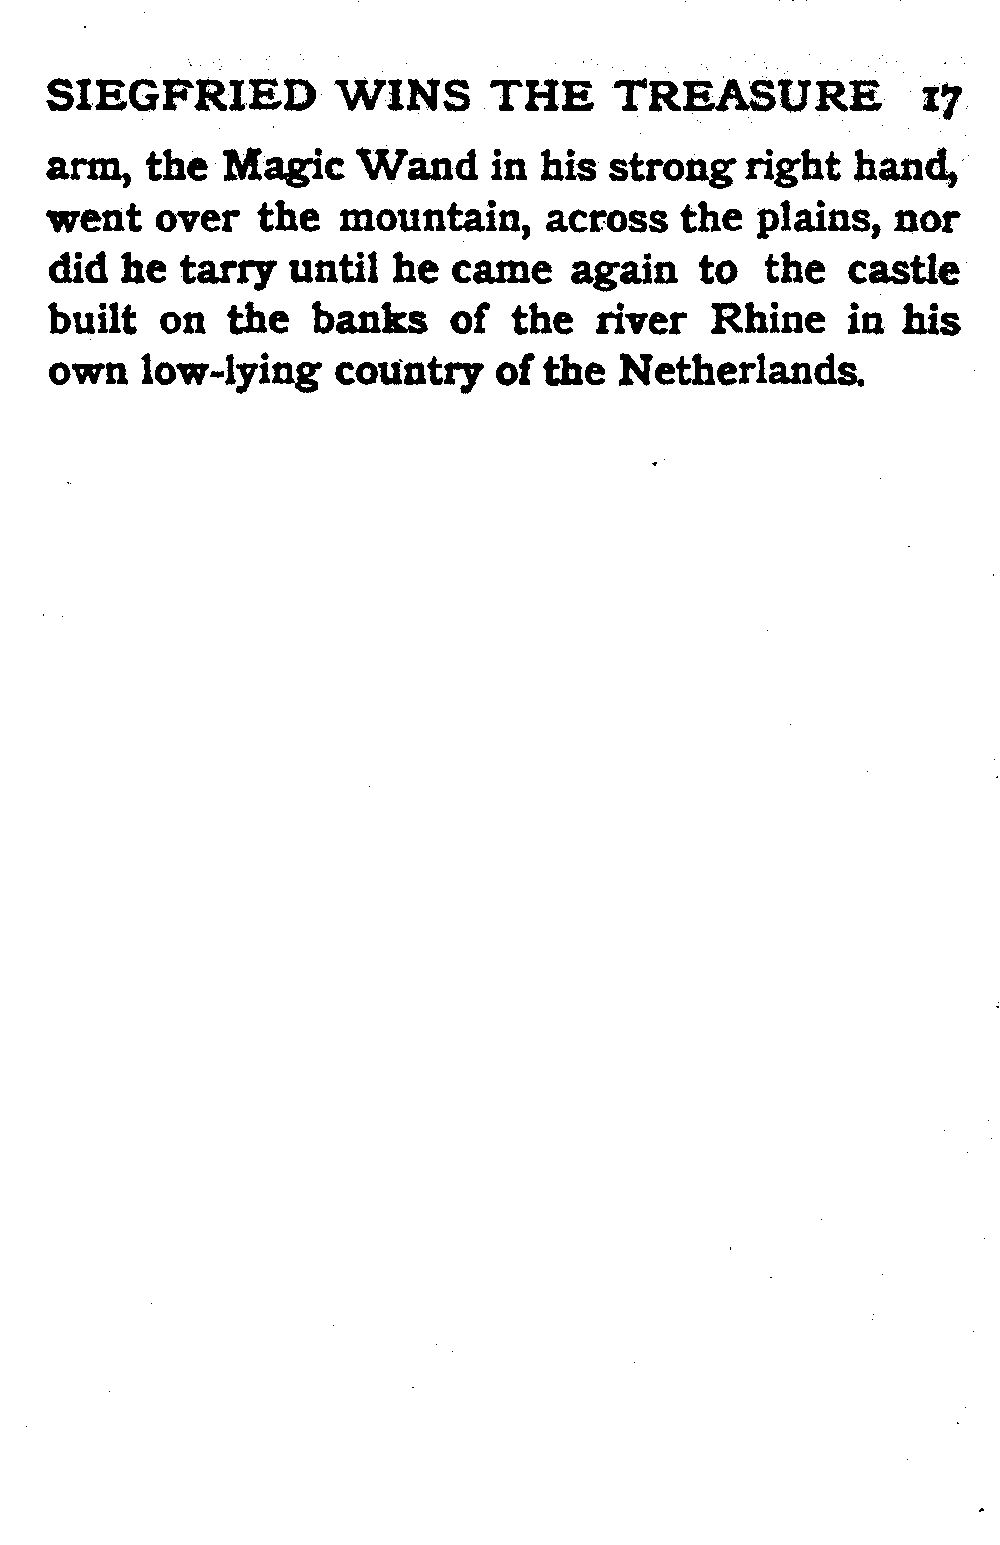 SIEGFRIED WINS THE TREASURE 17
arm, the Magic Wand in his strong right hand,
went over the mountain, across the plains, nor
did he tarry until he came again to the castle
built on the banks of the river Rhine in his
own low-lying country of the Netherlands.